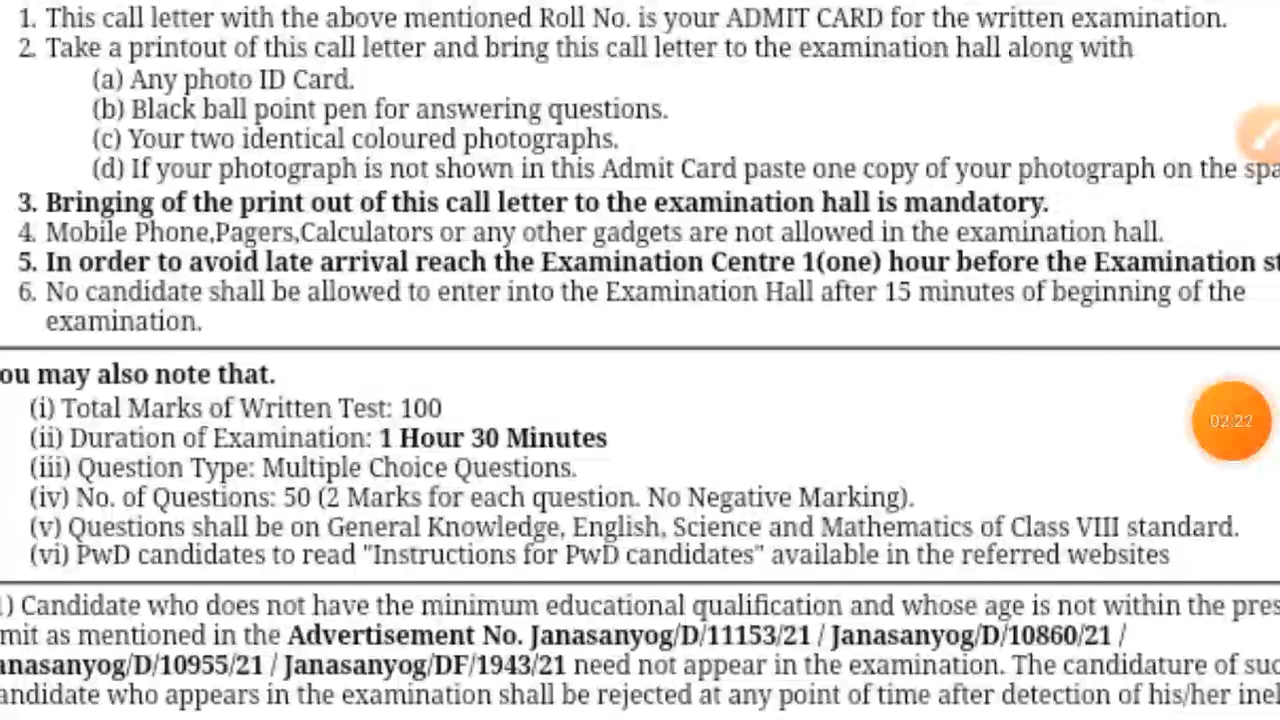 1. This call letter with the above mentioned Roll No. is your ADMIT CARD for the written examination.
2. Take a printout of this call letter and bring this call letter to the examination hall along with
(a) Any photo ID Card.
(b) Black ball point pen for answering questions.
(c) Your two identical coloured photographs.
(d) If your photograph is not shown in this Admit Card paste one copy of your photograph on the spa
3. Bringing of the print out of this call letter to the examination hall is mandatory.
4. Mobile Phone,Pagers,Calculators or any other gadgets are not allowed in the examination hall.
5. In order to avoid late arrival reach the Examination Centre 1(one) hour before the Examination st
6. No candidate shall be allowed to enter into the Examination Hall after 15 minutes of beginning of the
examination.
ou may also note that.
(i) Total Marks of Written Test: 100
02:22
(ii) Duration of Examination: 1 Hour 30 Minutes
(iii) Question Type: Multiple Choice Questions.
(iv) No. of Questions: 50 (2 Marks for each question. No Negative Marking).
(v) Questions shall be on General Knowledge, English, Science and Mathematics of Class VIII standard.
(vi) PwD candidates to read "Instructions for PwD candidates" available in the referred websites
) Candidate who does not have the minimum educational qualification and whose age is not within the pres
mit as mentioned in the Advertisement No. Janasanyog/D/11153/21 / Janasanyog/D/10860/21 /
anasanyog/D/10955/21 / Janasanyog/DF/1943/21 need not appear in the examination. The candidature of suc
andidate who appears in the examination shall be rejected at any point of time after detection of his/her inel